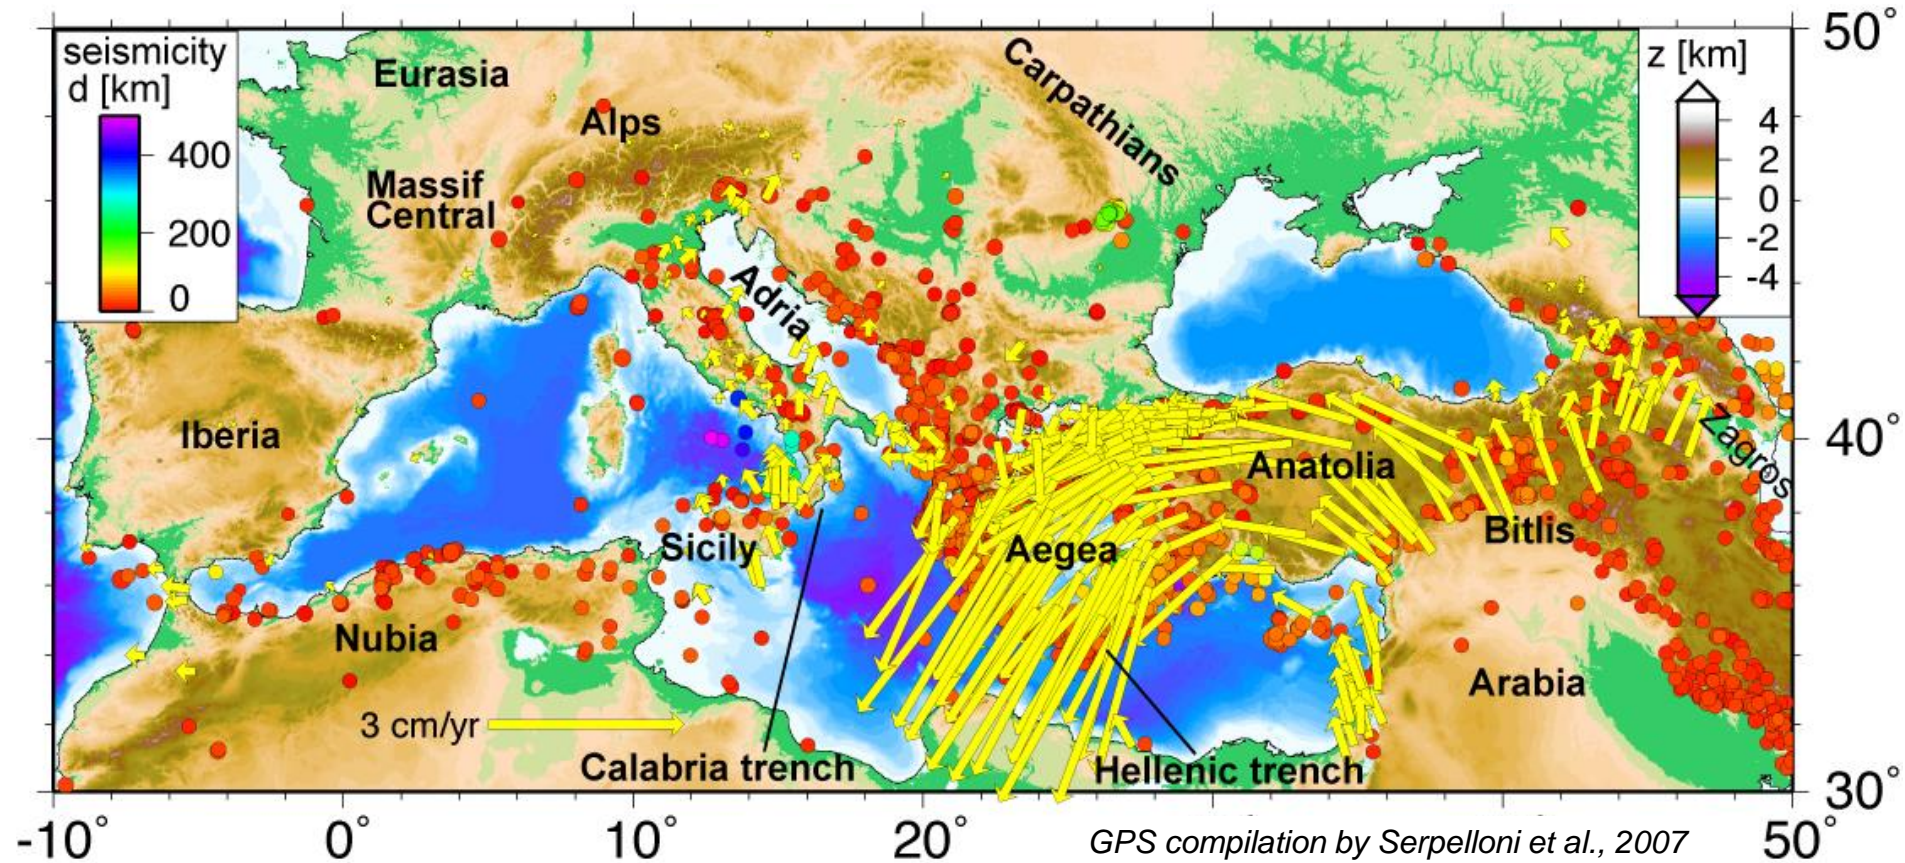 50°
seismicity
d [km]
400
200
0
Eurasia
Alps
Carpathians
z [km]
4
2
0
-2
-4
Massif
Central
Adria
Iberia
40°
Anatolia
Zagros
Bitlis
Sicily
Aegea
Nubia
Arabia
3 cm/yr
Calabria trench
Hellenic trench
30°
-10°
0°
10°
20°
50°
GPS compilation by Serpelloni et al., 2007